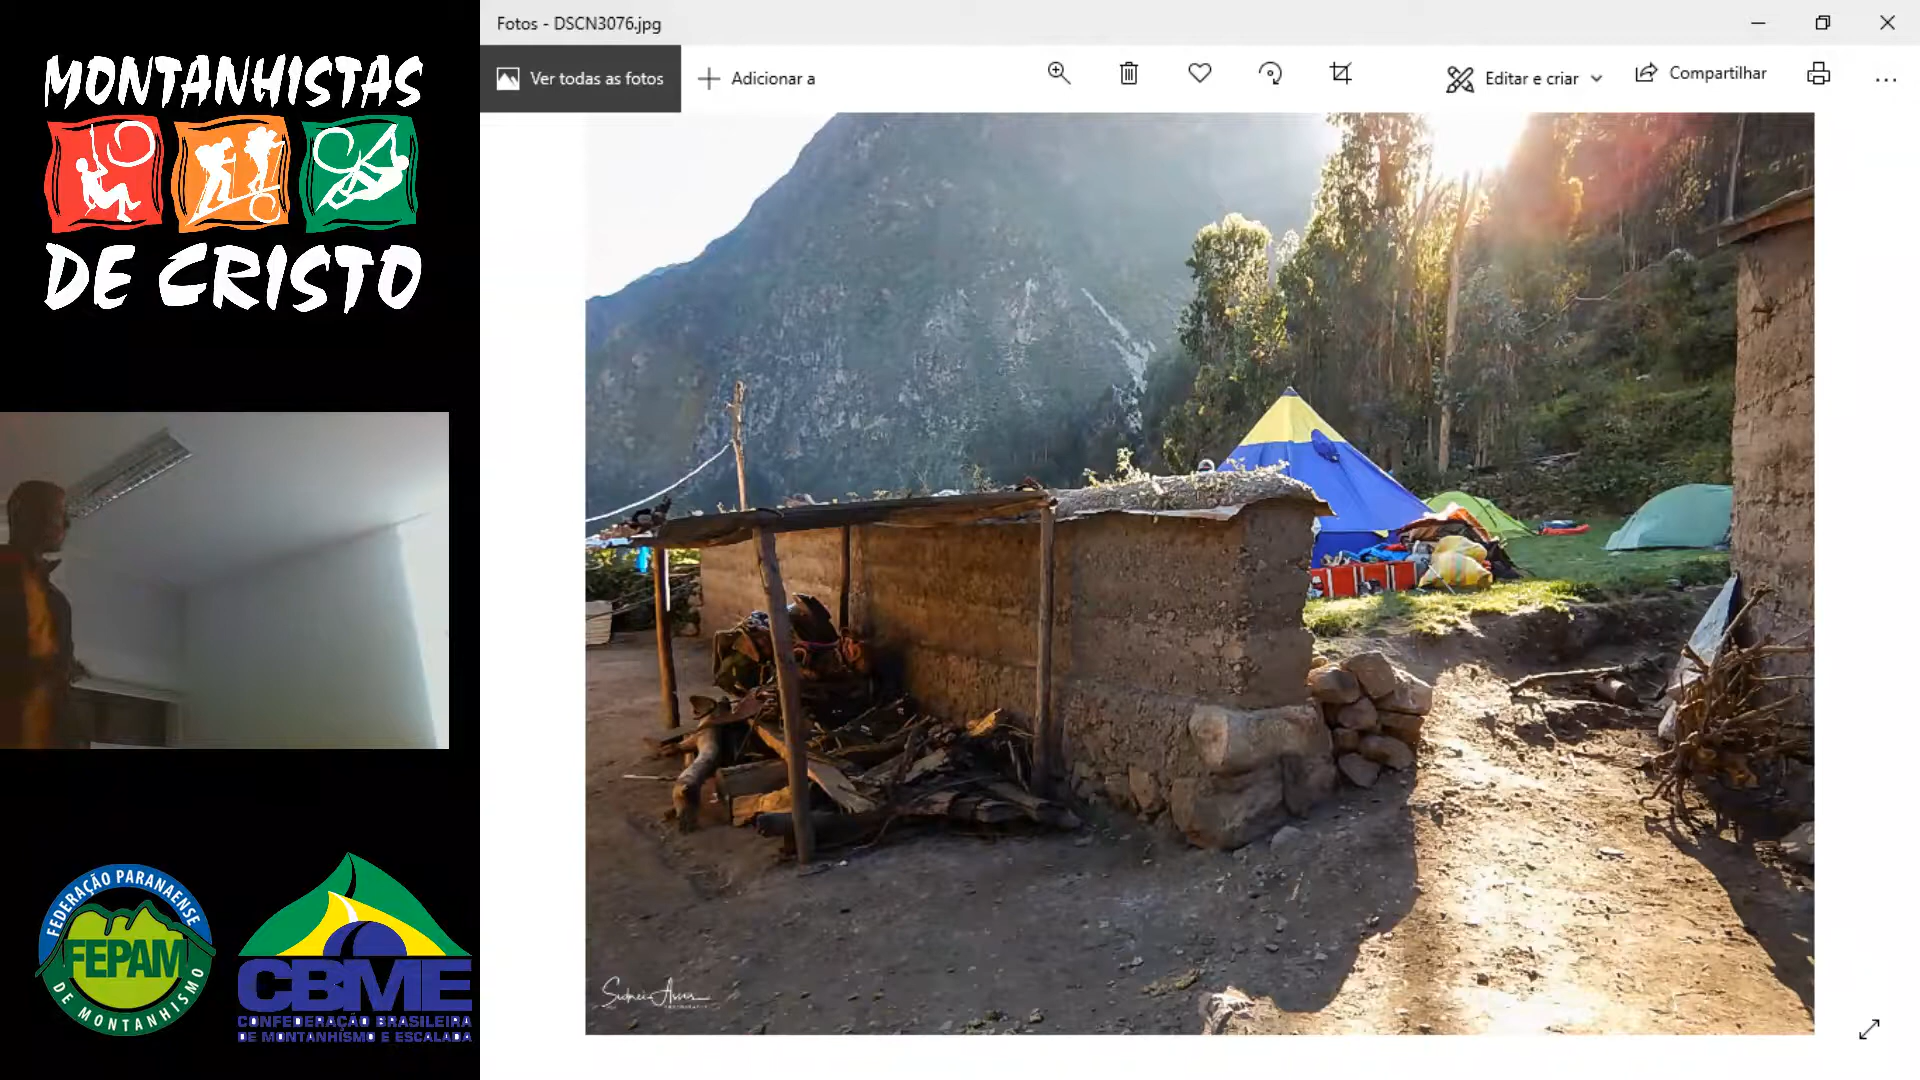 MONTANHISTAS
DE CRISTO
FEDERAÇÃO PARANAENSE
FEPAM
DE MONTANHISMO
CBME
CONFEDERAÇÃO BRASILEIRA
DE MONTANHISMO E ESCALADA
Fotos - DSCN3076.jpg
Ver todas as fotos
Adicionar a
Editar e criar
Compartilhar